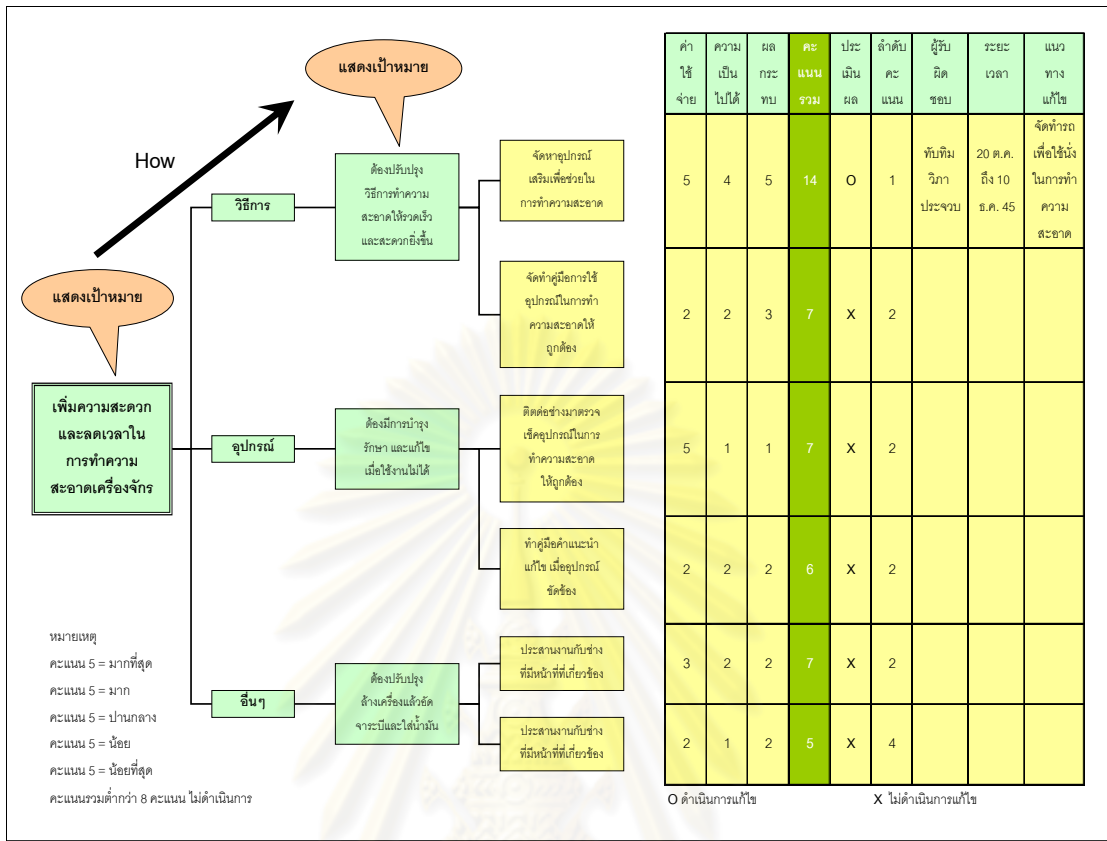 แสดงเป้าหมาย
How
แสดงเป้าหมาย
เพิ่มความสะดวก
และลดเวลาใน
การทำความ
สะอาดเครื่องจักร
วิธีการ
ต้องปรับปรุง
วิธีการทำความ
สะอาดให้รวดเร็ว
และสะดวกยิ่งขึ้น
จัดหาอุปกรณ์
เสริมเพื่อช่วยใน
การทำความสะอาด
จัดทำคู่มือการใช้
อุปกรณ์ในการทำ
ความสะอาดให้
ถูกต้อง
อุปกรณ์
ต้องมีการบำรุง
รักษา และแก้ไข
เมื่อใช้งานไม่ได้
ติตต่อช่างมาตรวจ
เช็คอุปกรณ์ในการ
ทำความสะอาด
ให้ถูกต้อง
ทำคู่มือคำแนะนำ
แก้ไข เมื่ออุปกรณ์
ขัดข้อง
อื่นๆ
ต้องปรับปรุง
ล้างเครื่องแล้วอัด
จาระบีและใส่น้ำมัน
ประสานงานกับช่าง
ที่มีหน้าที่ที่เกี่ยวข้อง
ประสานงานกับช่าง
ที่มีหน้าที่ที่เกี่ยวข้อง
หมายเหตุ
คะแนน 5 = มากที่สุด
คะแนน 5 = มาก
คะแนน 5 = ปานกลาง
คะแนน 5 = น้อย
คะแนน 5 = น้อยที่สุด
คะแนนรวมต่ำกว่า 8 คะแนน ไม่ดำเนินการ
ค่า ความ ผล คะ ประ ลำดับ ผู้รับ ระยะ แนว
ใช้ เป็น กระ แนน เมิน คะ ผิด เวลา ทาง
จ่าย ไปได้ ทบ รวม ผล แนน ชอบ แก้ไข
จัดทำรถ
ทับทิม 20 ต.ค. เพื่อใช้นั่ง
5 4 5 14 O 1 วิภา ถึง 10 ในการทำ
ประจวบ ธ.ค. 45 ความ
สะอาด
2 2 3 7 X 2
5 1 1 7 X 2
2 2 2 6 X 2
3 2 2 7 X 2
2 1 2 5 X 4
O ดำเนินการแก้ไข X ไม่ดำเนินการแก้ไข